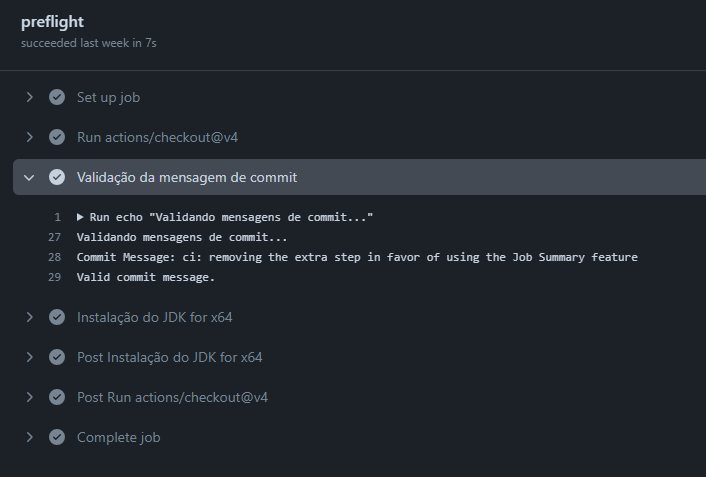 preflight
succeeded last week in 7s
Set up job
Run actions/checkout@v4
Validação da mensagem de commit
1 ▶ Run echo "Validando mensagens de commit..."
27 Validando mensagens de commit...
28 Commit Message: ci: removing the extra step in favor of using the Job Summary feature
29 Valid commit message.
Instalação do JDK for x64
Post Instalação do JDK for x64
Post Run actions/checkout@v4
Complete job